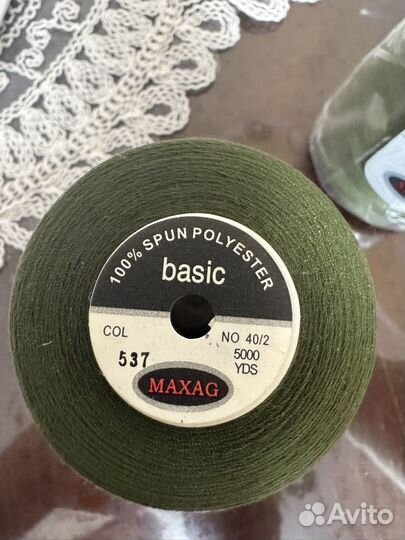 100% SPUN POLYESTER
basic
COL
537
NO 40/2
5000
YDS
MAXAG
Avito